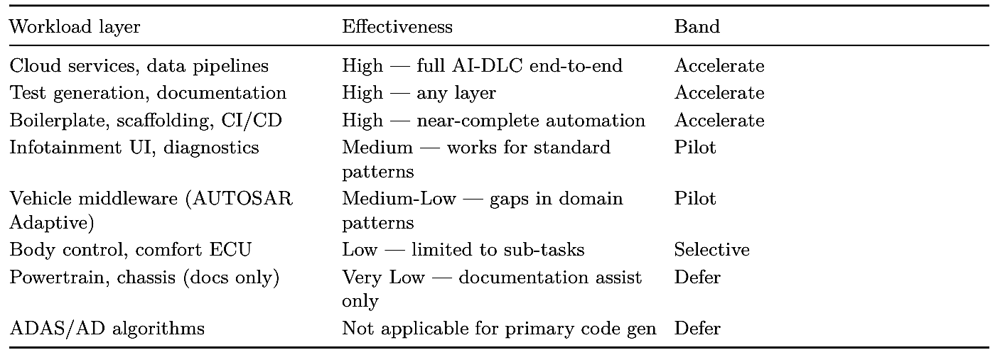 Workload layer Effectiveness Band
Cloud services, data pipelines High — full AI-DLC end-to-end Accelerate
Test generation, documentation High — any layer Accelerate
Boilerplate, scaffolding, CI/CD High — near-complete automation Accelerate
Infotainment UI, diagnostics Medium — works for standard Pilot
patterns
Vehicle middleware (AUTOSAR Medium-Low — gaps in domain Pilot
Adaptive) patterns
Body control, comfort ECU Low — limited to sub-tasks Selective
Powertrain, chassis (docs only) Very Low — documentation assist Defer
only
ADAS/AD algorithms Not applicable for primary code gen Defer